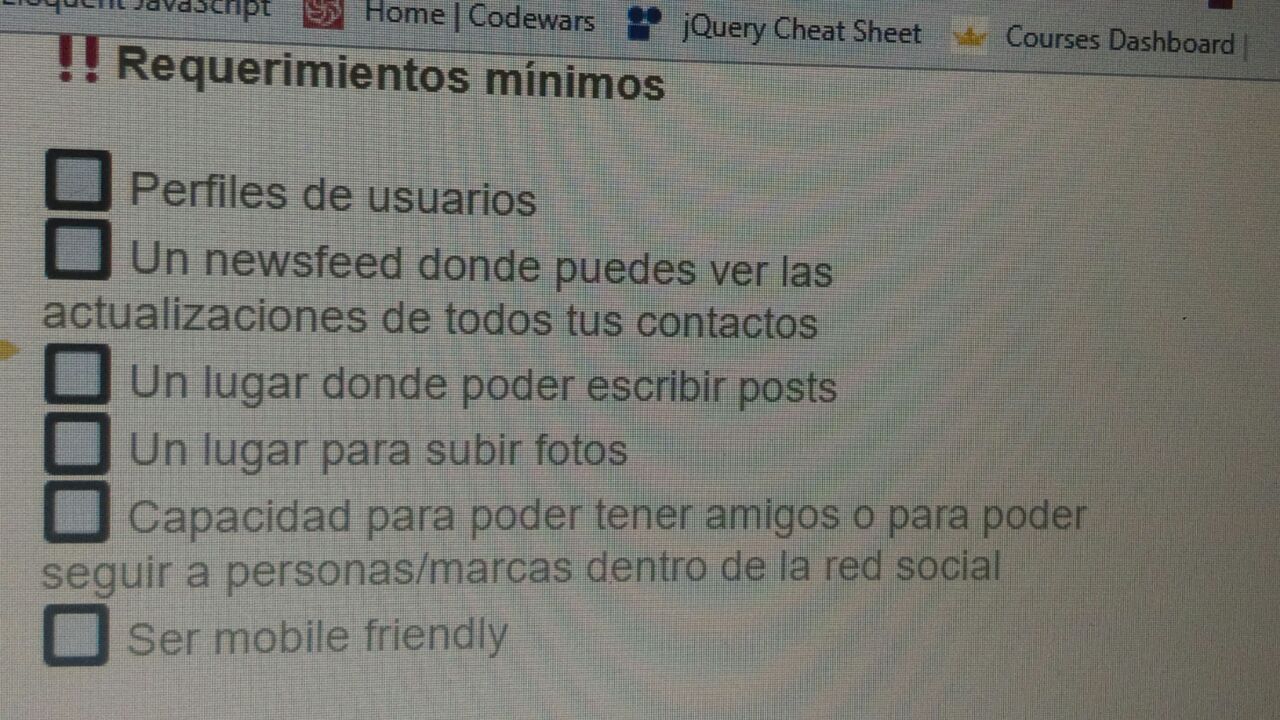 Eloquent JavaScript Home | Codewars jQuery Cheat Sheet Courses Dashboard |
!! Requerimientos mínimos
Perfiles de usuarios
Un newsfeed donde puedes ver las
actualizaciones de todos tus contactos
Un lugar donde poder escribir posts
Un lugar para subir fotos
Capacidad para poder tener amigos o para poder
seguir a personas/marcas dentro de la red social
Ser mobile friendly